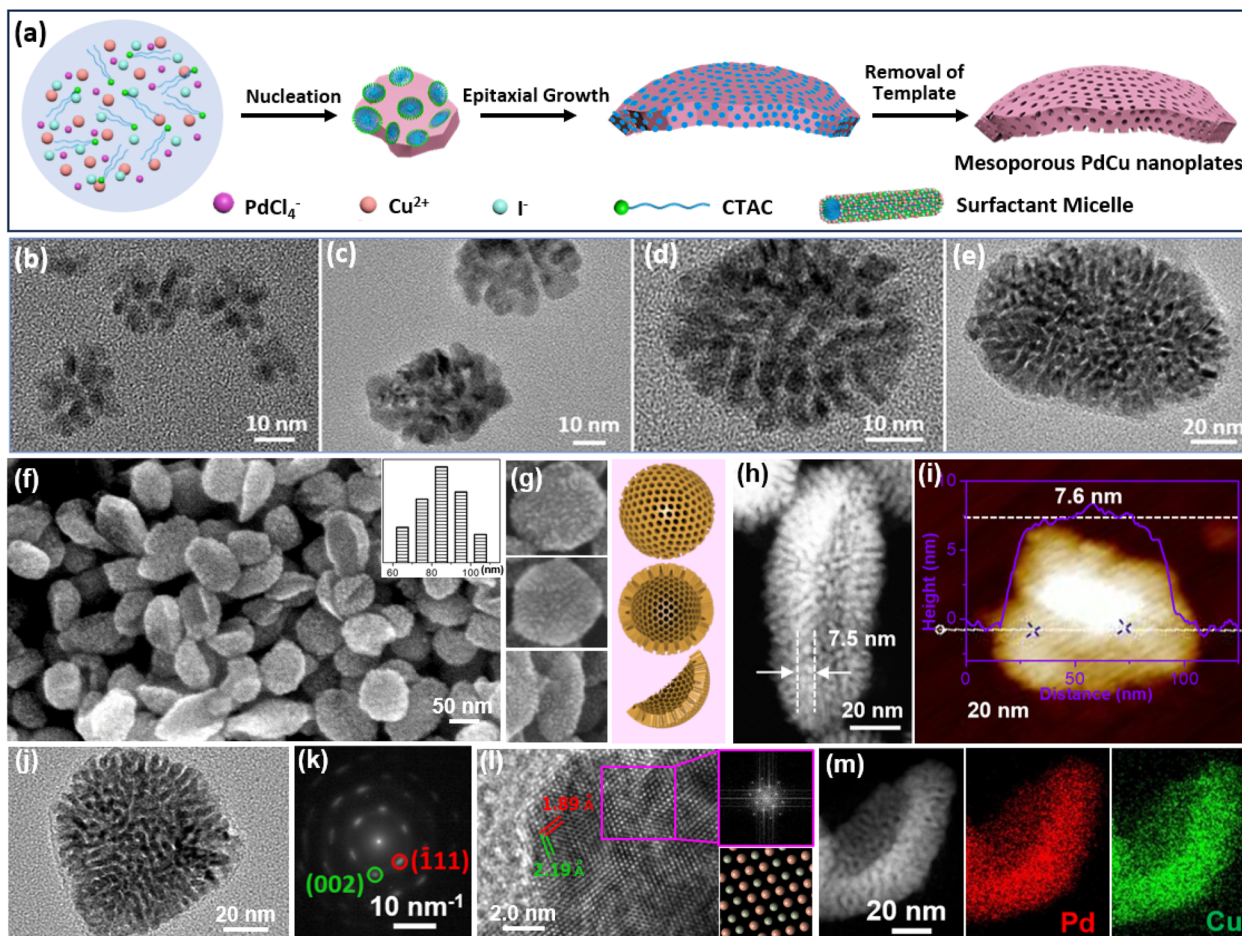 (a)
Nucleation
Epitaxial Growth
Removal of
Template
Mesoporous PdCu nanoplates
PdCl₄⁻
Cu²⁺
I⁻
CTAC
Surfactant Micelle
(b)
10 nm
(c)
10 nm
(d)
10 nm
(e)
20 nm
(f)
60
80
100
(nm)
50 nm
(g)
(h)
7.5 nm
20 nm
(i)
10
5
0
Height (nm)
7.6 nm
0
50
100
Distance (nm)
20 nm
(j)
20 nm
(k)
(1̄11)
(002)
10 nm⁻¹
(l)
1.89 Å
2.19 Å
2.0 nm
(m)
20 nm
Pd
Cu